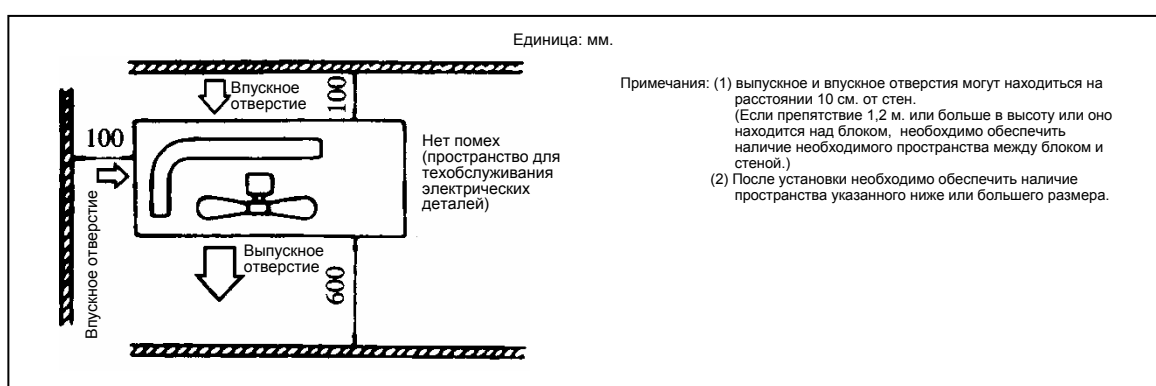 Единица: мм.
Впускное
отверстие
100
100
Впускное отверстие
Нет помех
(пространство для
техобслуживания
электрических
деталей)
Выпускное
отверстие
600
Примечания: (1) выпускное и впускное отверстия могут находиться на
расстоянии 10 см. от стен.
(Если препятствие 1,2 м. или больше в высоту или оно
находится над блоком, необходимо обеспечить
наличие необходимого пространства между блоком и
стеной.)
(2) После установки необходимо обеспечить наличие
пространства указанного ниже или большего размера.